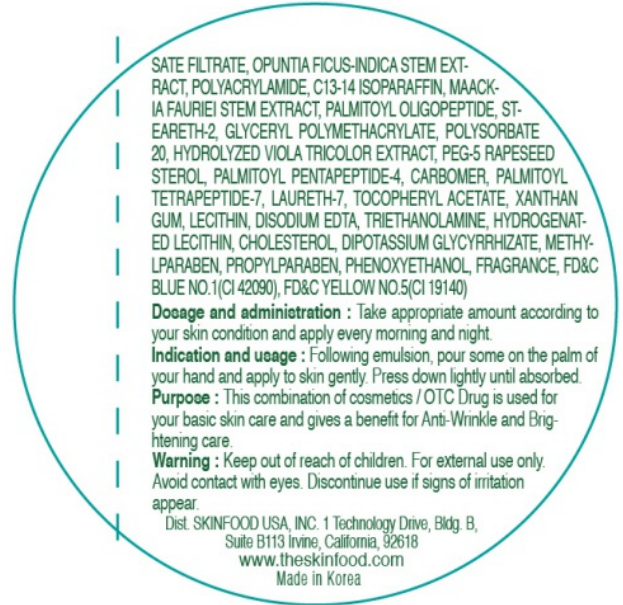 SATE FILTRATE, OPUNTIA FICUS-INDICA STEM EXT-
RACT, POLYACRYLAMIDE, C13-14 ISOPARAFFIN, MAACK-
IA FAURIEI STEM EXTRACT, PALMITOYL OLIGOPEPTIDE, ST-
EARETH-2, GLYCERYL POLYMETHACRYLATE, POLYSORBATE
20, HYDROLYZED VIOLA TRICOLOR EXTRACT, PEG-5 RAPESEED
STEROL, PALMITOYL PENTAPEPTIDE-4, CARBOMER, PALMITOYL
TETRAPEPTIDE-7, LAURETH-7, TOCOPHERYL ACETATE, XANTHAN
GUM, LECITHIN, DISODIUM EDTA, TRIETHANOLAMINE, HYDROGENAT-
ED LECITHIN, CHOLESTEROL, DIPOTASSIUM GLYCYRRHIZATE, METHY-
LPARABEN, PROPYLPARABEN, PHENOXYETHANOL, FRAGRANCE, FD&C
BLUE NO.1(CI 42090), FD&C YELLOW NO.5(CI 19140)
Dosage and administration : Take appropriate amount according to
your skin condition and apply every morning and night.
Indication and usage : Following emulsion, pour some on the palm of
your hand and apply to skin gently. Press down lightly until absorbed.
Purpose : This combination of cosmetics / OTC Drug is used for
your basic skin care and gives a benefit for Anti-Wrinkle and Brig-
htening care.
Warning : Keep out of reach of children. For external use only.
Avoid contact with eyes. Discontinue use if signs of irritation
appear.
Dist. SKINFOOD USA, INC. 1 Technology Drive, Bldg. B,
Suite B113 Irvine, California, 92618
www.theskinfood.com
Made in Korea